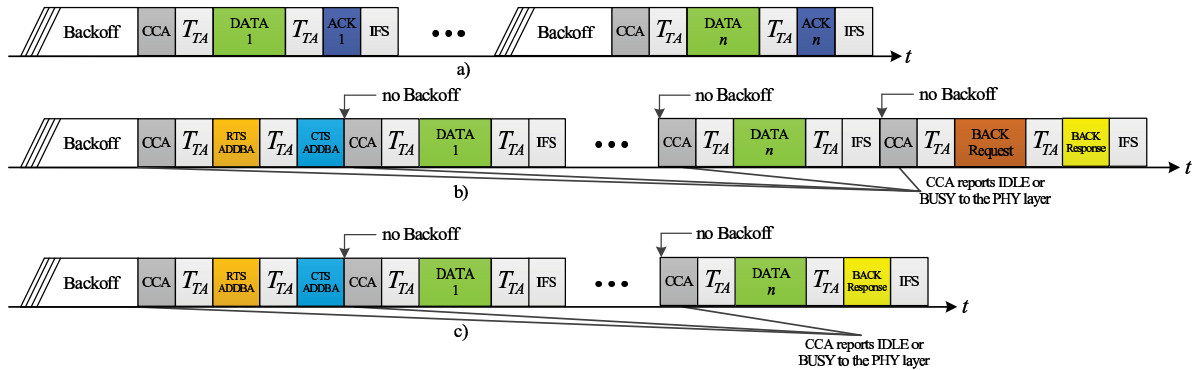 Backoff CCA T_TA DATA 1 T_TA ACK 1 IFS ••• Backoff CCA T_TA DATA n T_TA ACK n IFS
t
a)
no Backoff no Backoff no Backoff
Backoff CCA T_TA RTS ADDBA T_TA CTS ADDBA CCA T_TA DATA 1 T_TA IFS ••• CCA T_TA DATA n T_TA IFS CCA T_TA BACK Request T_TA BACK Response IFS
t
CCA reports IDLE or
BUSY to the PHY layer
b)
no Backoff no Backoff
Backoff CCA T_TA RTS ADDBA T_TA CTS ADDBA CCA T_TA DATA 1 T_TA IFS ••• CCA T_TA DATA n T_TA BACK Response IFS
t
c)
CCA reports IDLE or
BUSY to the PHY layer